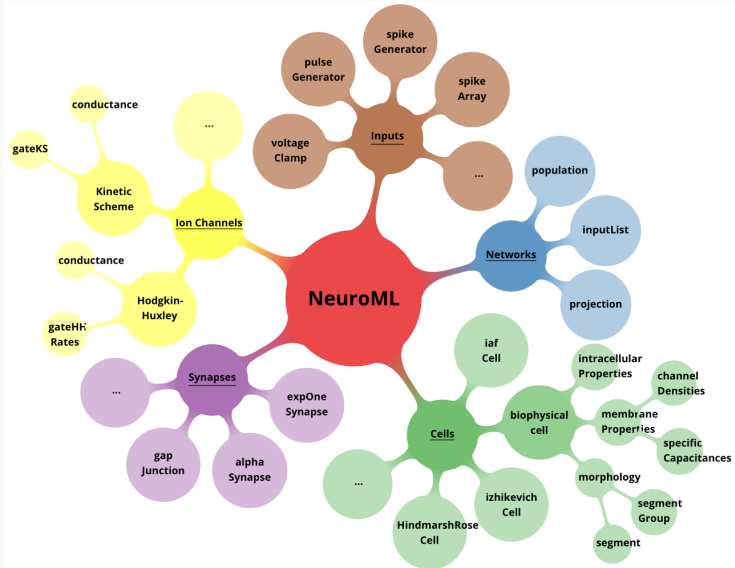 NeuroML
Inputs
voltage
Clamp
pulse
Generator
spike
Generator
spike
Array
...
Networks
population
inputList
projection
Cells
iaf
Cell
biophysical
cell
intracellular
Properties
membrane
Properties
channel
Densities
specific
Capacitances
morphology
segment
Group
segment
izhikevich
Cell
HindmarshRose
Cell
...
Synapses
expOne
Synapse
alpha
Synapse
gap
Junction
...
Ion Channels
...
Kinetic
Scheme
conductance
gateKS
Hodgkin-
Huxley
conductance
gateHH
Rates